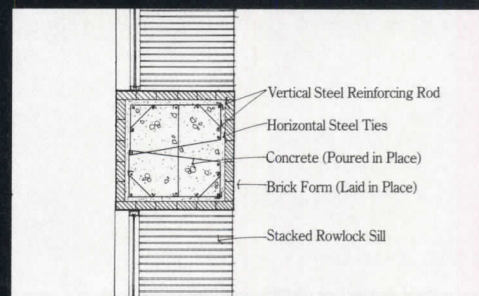 Vertical Steel Reinforcing Rod
Horizontal Steel Ties
Concrete (Poured in Place)
Brick Form (Laid in Place)
Stacked Rowlock Sill